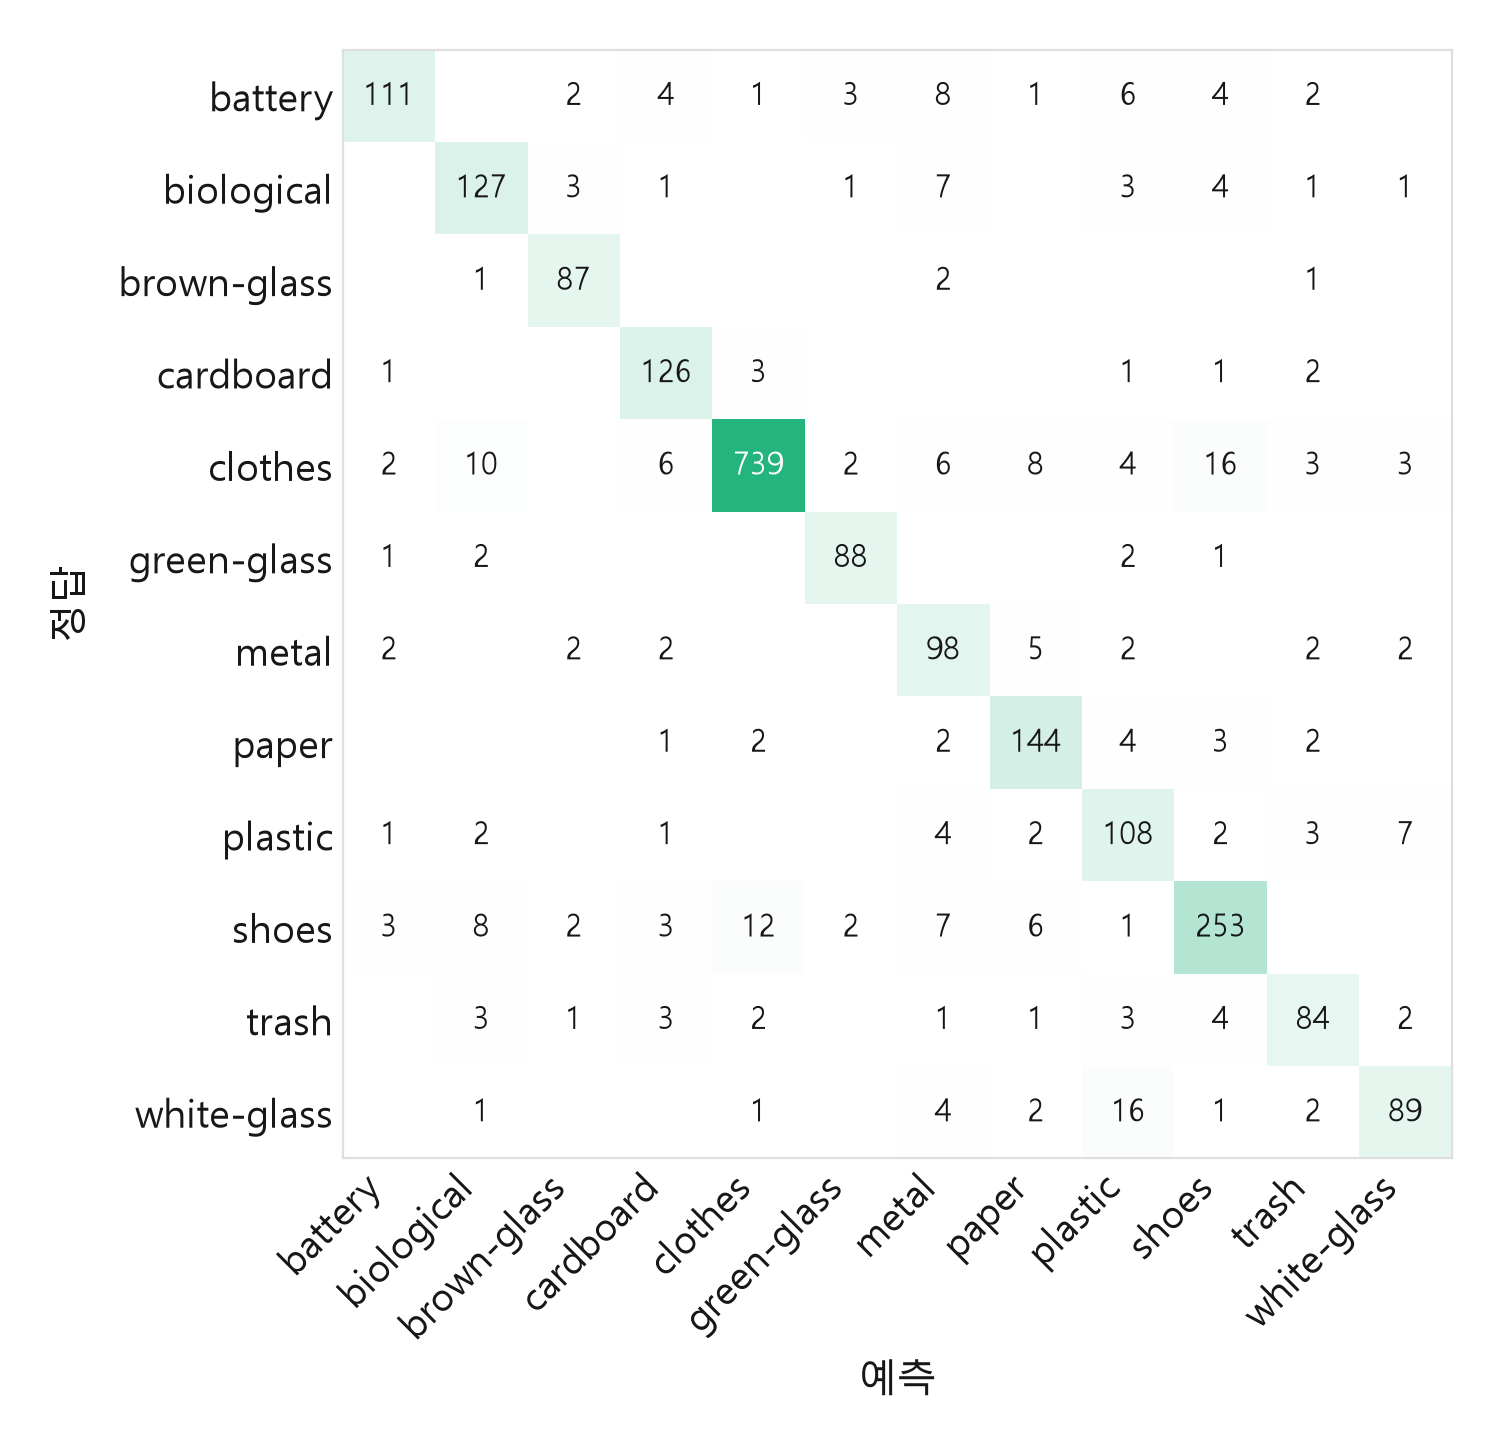 battery 111 2 4 1 3 8 1 6 4 2
biological 127 3 1 1 7 3 4 1 1
brown-glass 1 87 2 1
cardboard 1 126 3 1 1 2
clothes 2 10 6 739 2 6 8 4 16 3 3
green-glass 1 2 88 2 1
metal 2 2 2 98 5 2 2 2
paper 1 2 2 144 4 3 2
plastic 1 2 1 4 2 108 2 3 7
shoes 3 8 2 3 12 2 7 6 1 253
trash 3 1 3 2 1 1 3 4 84 2
white-glass 1 1 4 2 16 1 2 89
정답
battery biological brown-glass cardboard clothes green-glass metal paper plastic shoes trash white-glass
예측